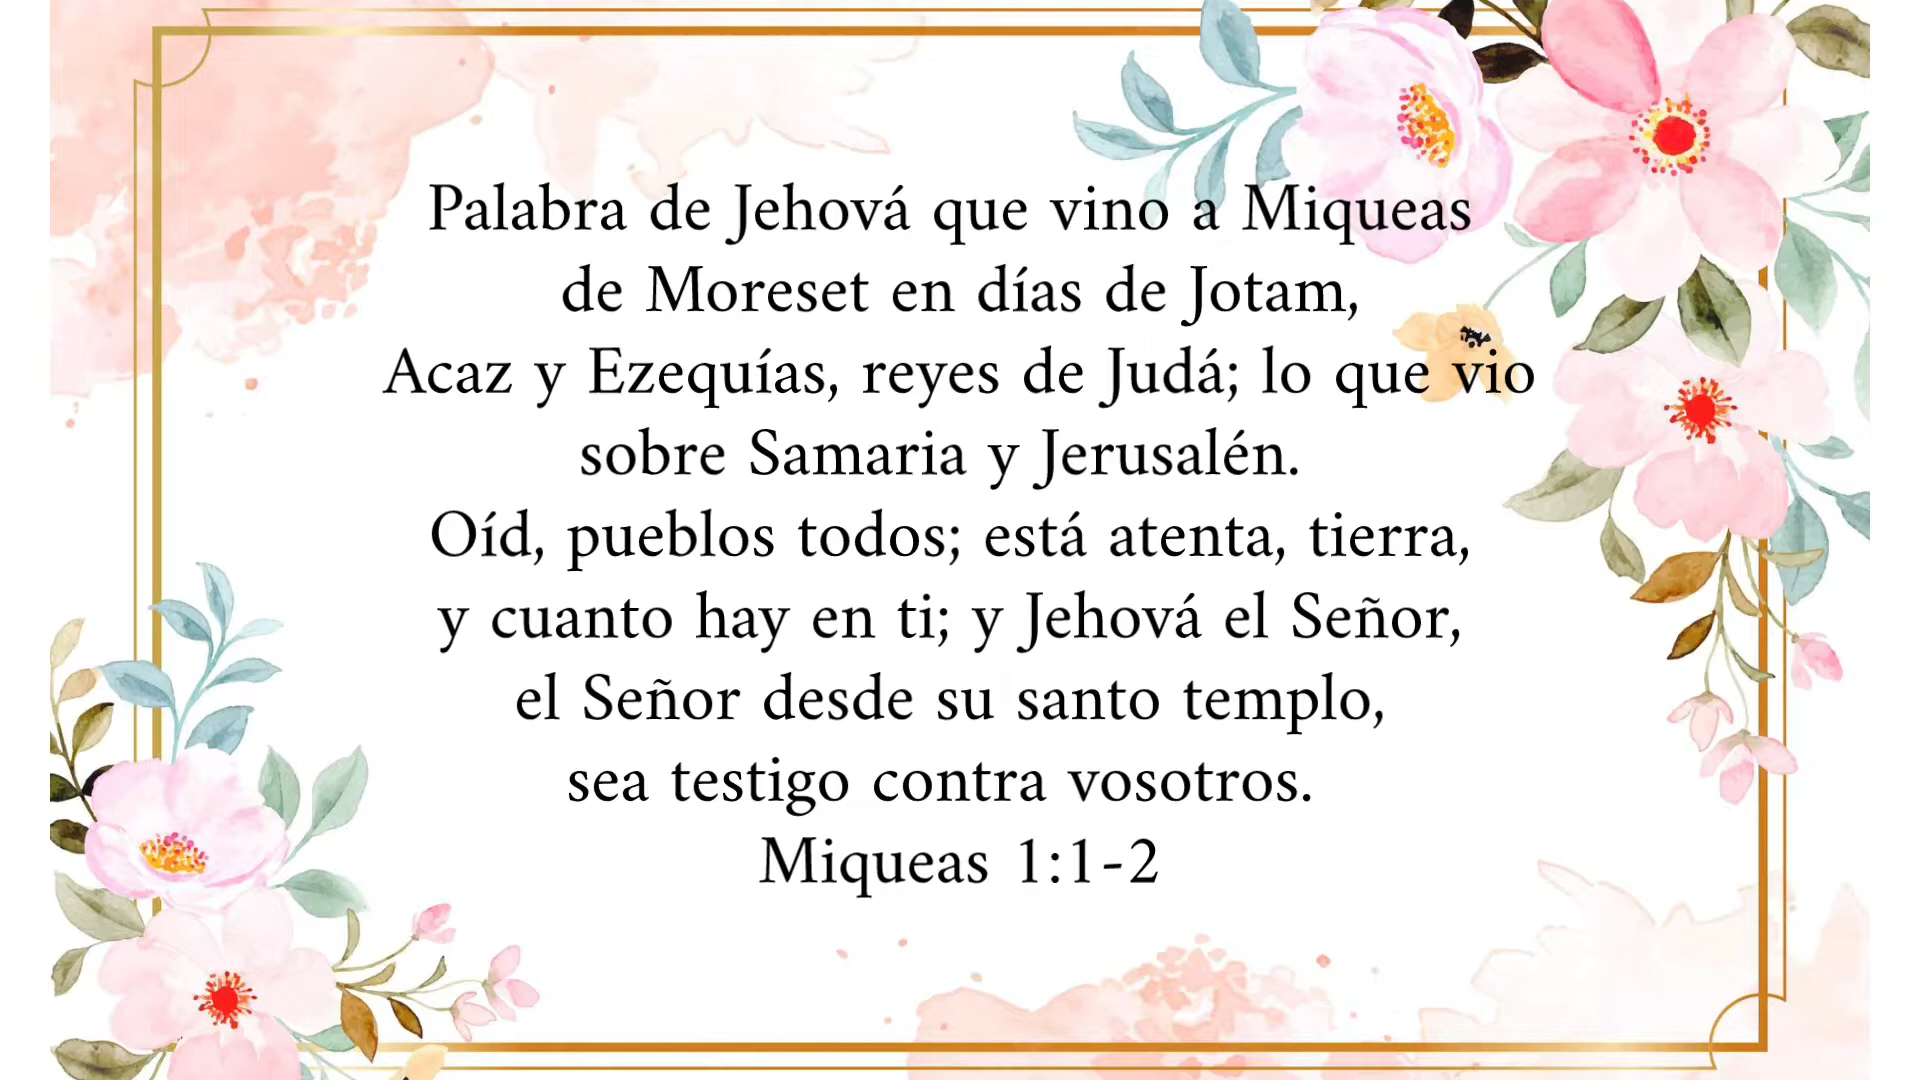 Palabra de Jehová que vino a Miqueas
de Moreset en días de Jotam,
Acaz y Ezequías, reyes de Judá; lo que vio
sobre Samaria y Jerusalén.
Oíd, pueblos todos; está atenta, tierra,
y cuanto hay en ti; y Jehová el Señor,
el Señor desde su santo templo,
sea testigo contra vosotros.
Miqueas 1:1-2